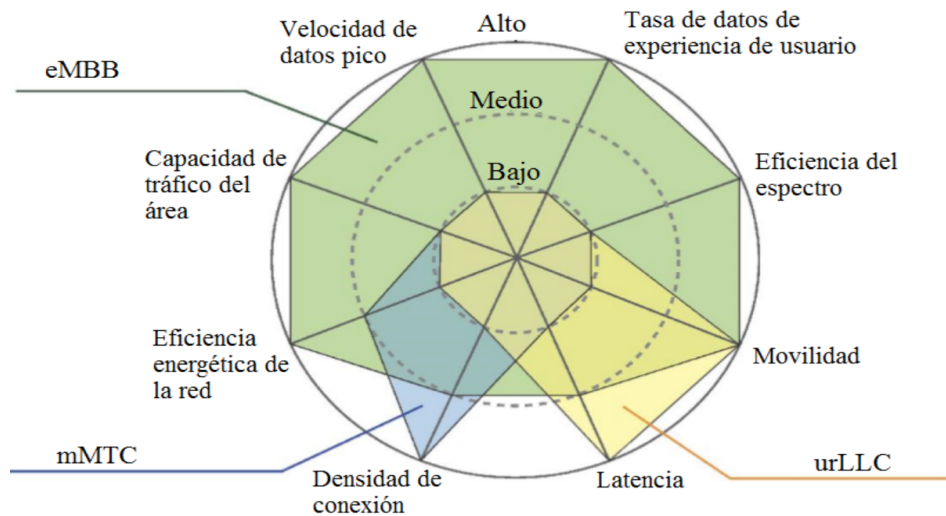 Velocidad de
datos pico
Alto
Tasa de datos de
experiencia de usuario
eMBB
Medio
Capacidad de
tráfico del
área
Bajo
Eficiencia del
espectro
Eficiencia
energética de
la red
Movilidad
mMTC
urLLC
Densidad de
conexión
Latencia